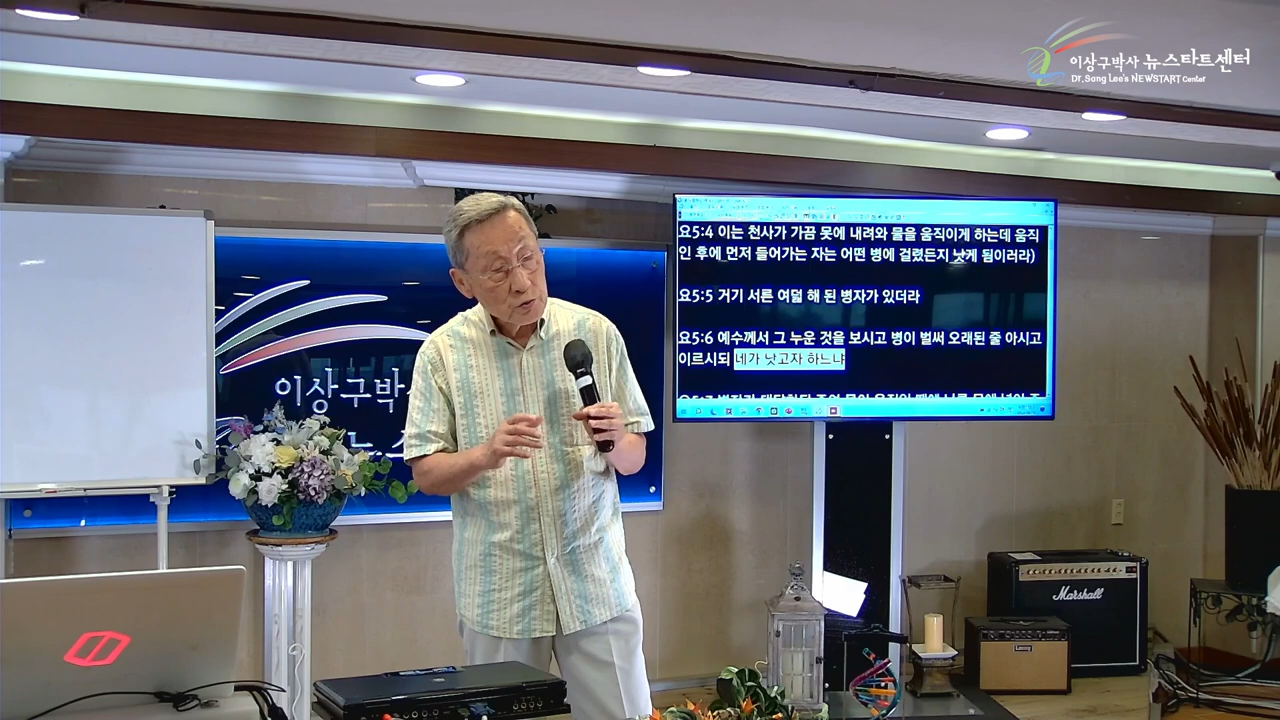 이상구박사 뉴스타트센터
Dr. Sang Lee's NEWSTART Center
요5:4 이는 천사가 가끔 못에 내려와 물을 움직이게 하는데 움직
인 후에 먼저 들어가는 자는 어떤 병에 걸렸든지 낫게 됨이러라)
요5:5 거기 서른 여덟 해 된 병자가 있더라
요5:6 예수께서 그 누운 것을 보시고 병이 벌써 오래된 줄 아시고
이르시되 네가 낫고자 하느냐
이상구박
뉴스
Marshall
Laney